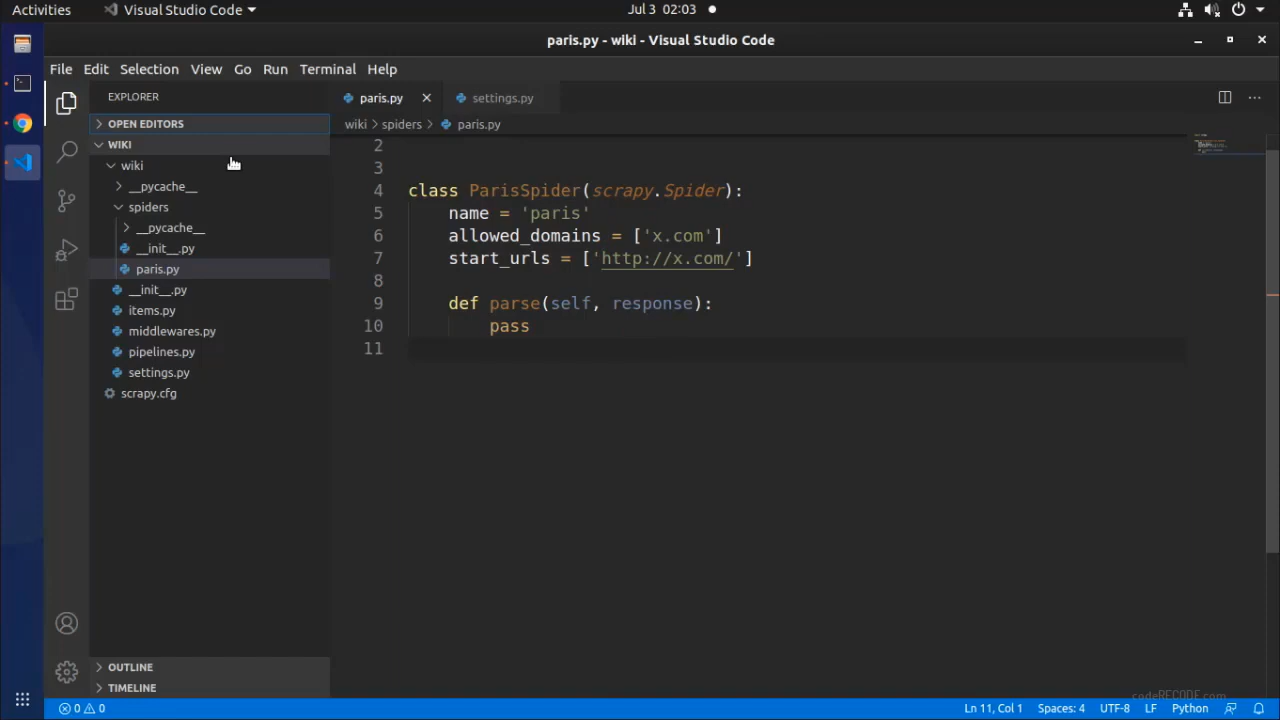 Activities
Visual Studio Code
Jul 3 02:03
paris.py - wiki - Visual Studio Code
File Edit Selection View Go Run Terminal Help
EXPLORER
paris.py
settings.py
OPEN EDITORS
wiki spiders paris.py
WIKI
wiki
__pycache__
spiders
__pycache__
__init__.py
paris.py
__init__.py
items.py
middlewares.py
pipelines.py
settings.py
scrapy.cfg
2
3
4 class ParisSpider(scrapy.Spider):
5 name = 'paris'
6 allowed_domains = ['x.com']
7 start_urls = ['http://x.com/']
8
9 def parse(self, response):
10 pass
11
OUTLINE
TIMELINE
codeRECODE.com
0 0
Ln 11, Col 1 Spaces: 4 UTF-8 LF Python